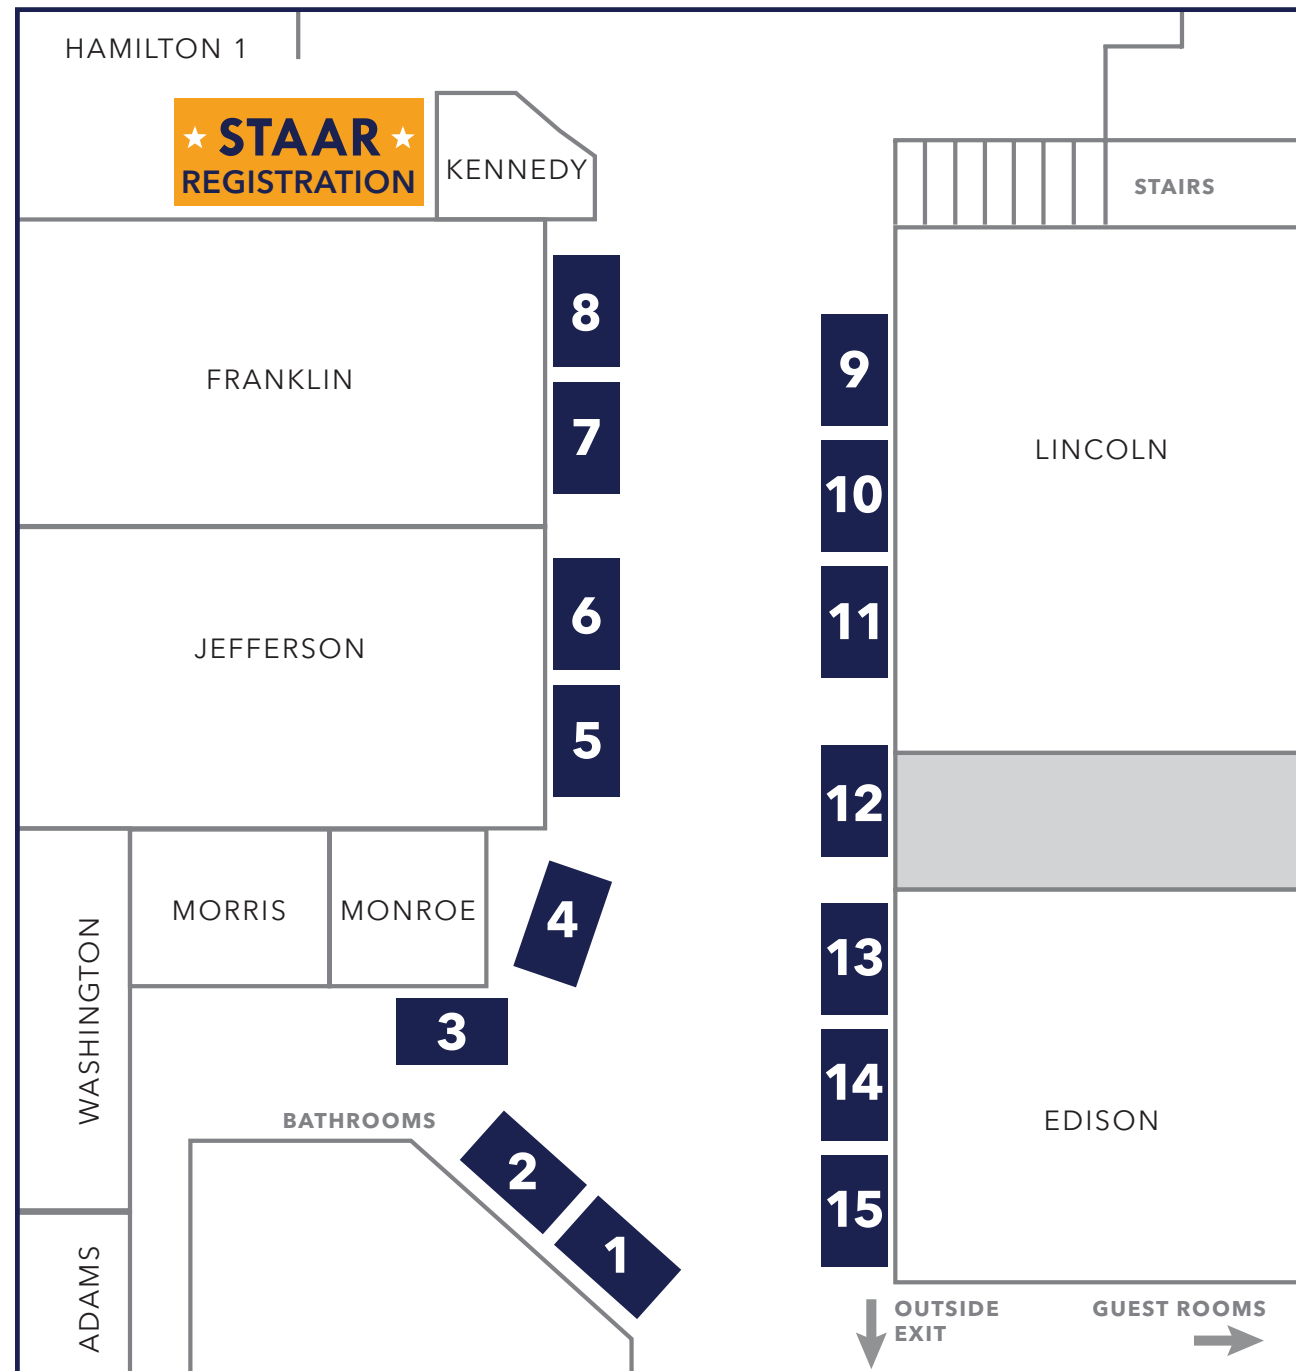 HAMILTON 1
STAAR
REGISTRATION
KENNEDY
STAIRS
8
FRANKLIN
7
9
LINCOLN
10
6
11
JEFFERSON
5
12
MORRIS
MONROE
4
13
WASHINGTON
3
14
BATHROOMS
EDISON
2
15
1
ADAMS
OUTSIDE
EXIT
GUEST ROOMS